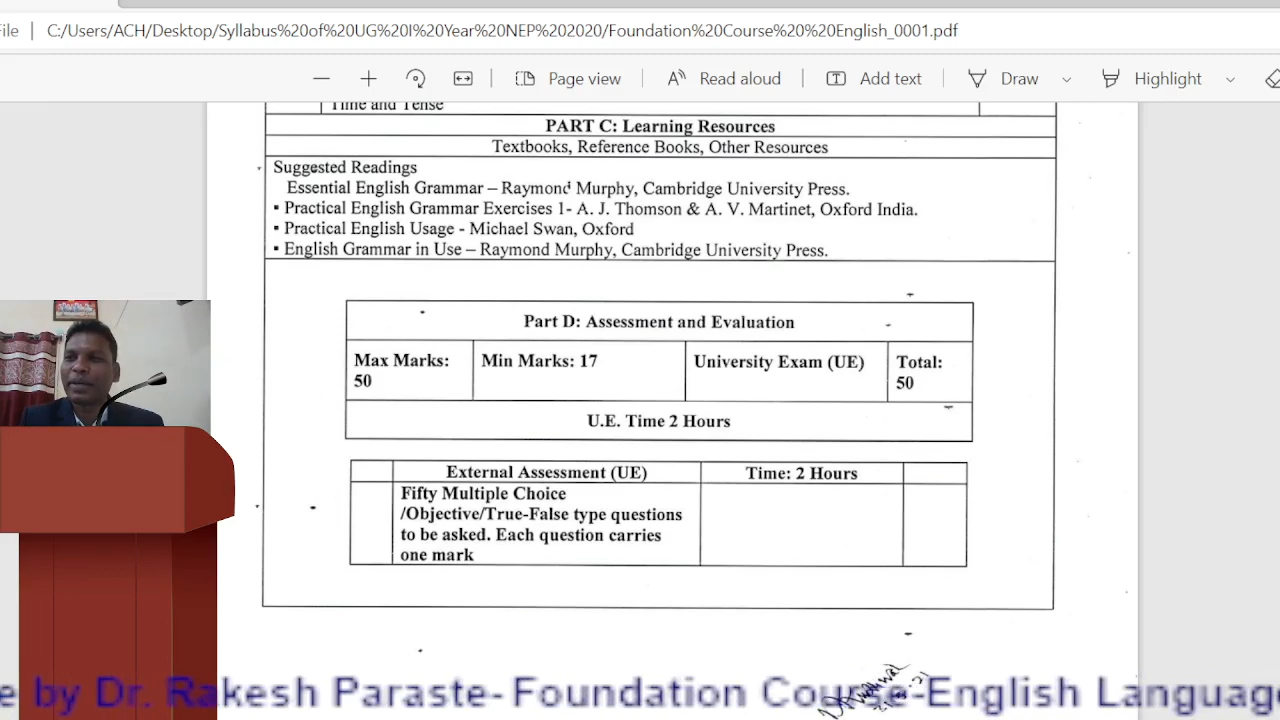 File
C:/Users/ACH/Desktop/Syllabus%20of%20UG%20I%20Year%20NEP%202020/Foundation%20Course%20%20English_0001.pdf
Page view
Read aloud
Add text
Draw
Highlight
Time and Tense
PART C: Learning Resources
Textbooks, Reference Books, Other Resources
Suggested Readings
Essential English Grammar – Raymond Murphy, Cambridge University Press.
▪ Practical English Grammar Exercises 1- A. J. Thomson & A. V. Martinet, Oxford India.
▪ Practical English Usage - Michael Swan, Oxford
▪ English Grammar in Use – Raymond Murphy, Cambridge University Press.
Part D: Assessment and Evaluation
Max Marks: 50
Min Marks: 17
University Exam (UE)
Total: 50
U.E. Time 2 Hours
External Assessment (UE)
Time: 2 Hours
Fifty Multiple Choice
/Objective/True-False type questions
to be asked. Each question carries
one mark
e by Dr. Rakesh Paraste- Foundation Course-English Languag